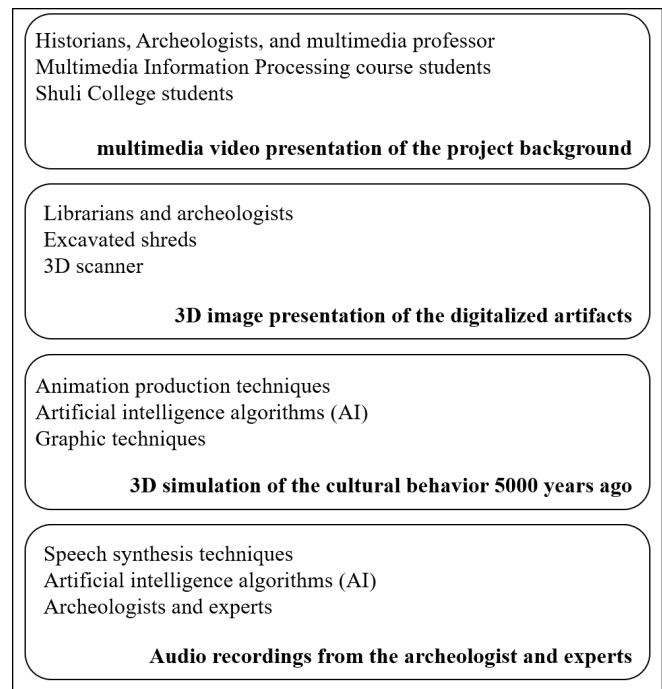 Historians, Archeologists, and multimedia professor
Multimedia Information Processing course students
Shuli College students
multimedia video presentation of the project background
Librarians and archeologists
Excavated shreds
3D scanner
3D image presentation of the digitalized artifacts
Animation production techniques
Artificial intelligence algorithms (AI)
Graphic techniques
3D simulation of the cultural behavior 5000 years ago
Speech synthesis techniques
Artificial intelligence algorithms (AI)
Archeologists and experts
Audio recordings from the archeologist and experts